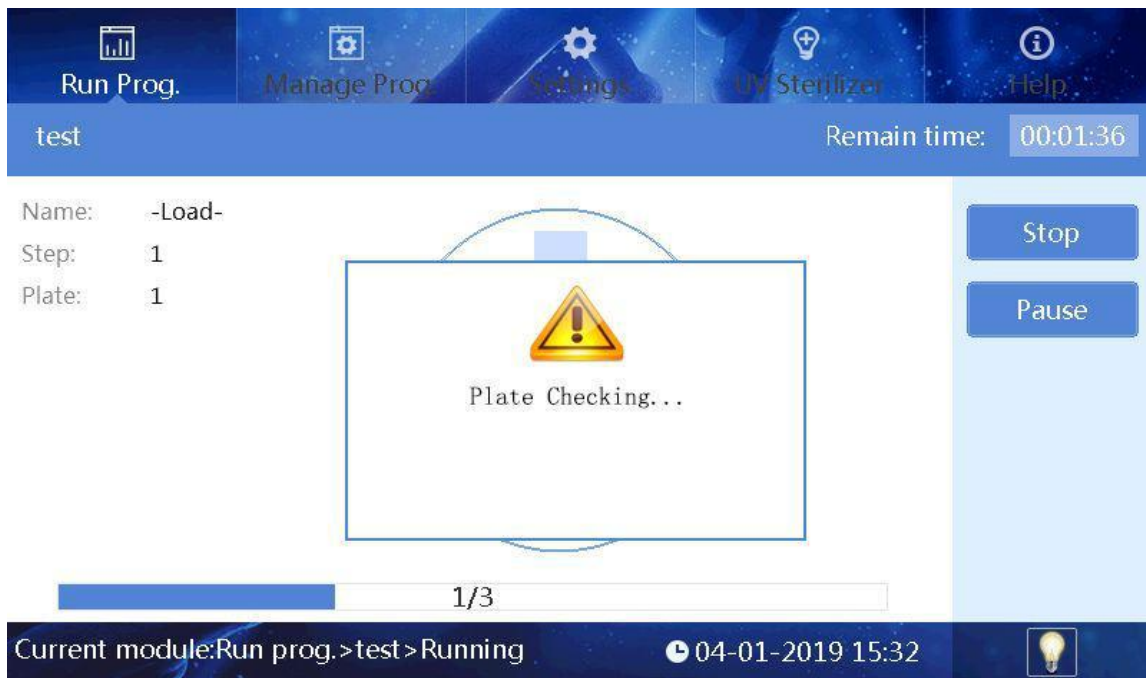 Run Prog.
Manage Prog.
Settings
UV Sterilizer
Help
test
Remain time: 00:01:36
Name: -Load-
Step: 1
Plate: 1
Stop
Pause
Plate Checking...
1/3
Current module:Run prog.>test>Running
04-01-2019 15:32